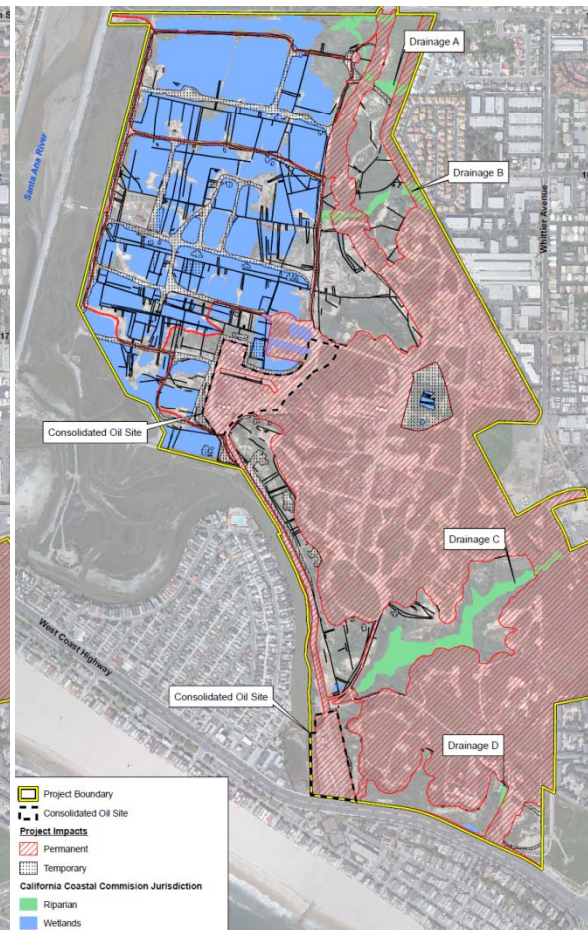 Drainage A
Santa Ana River
Drainage B
Whittier Avenue
17
Consolidated Oil Site
Drainage C
West Coast Highway
Consolidated Oil Site
Drainage D
Project Boundary
Consolidated Oil Site
Project Impacts
Permanent
Temporary
California Coastal Commision Jurisdiction
Riparian
Wetlands